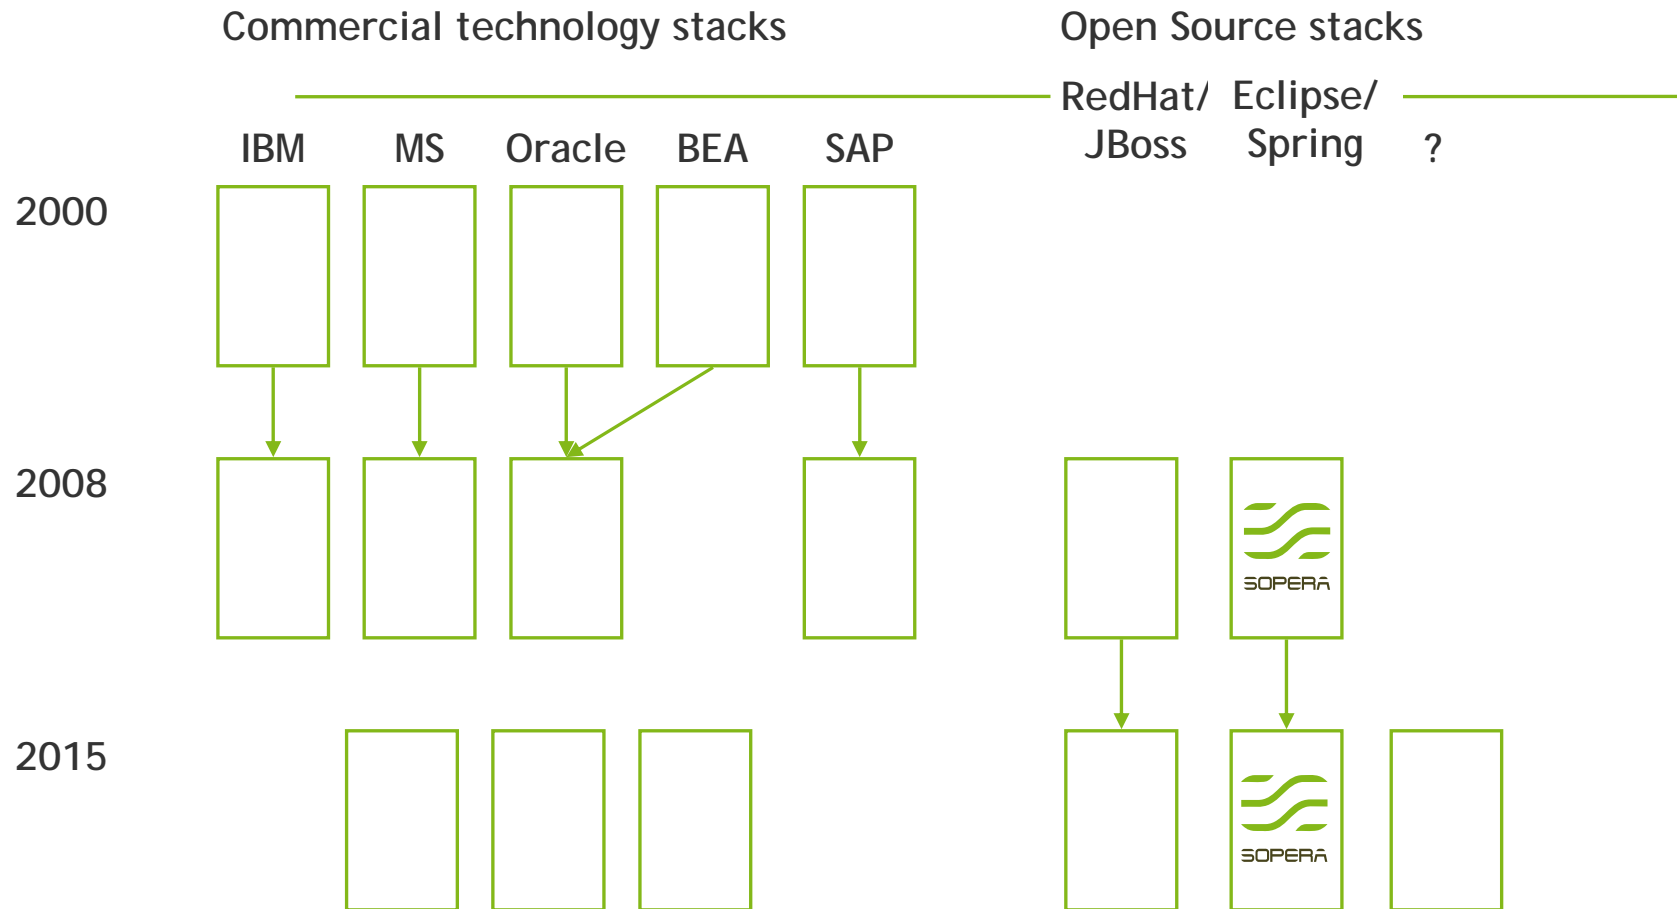 Commercial technology stacks
Open Source stacks
RedHat/
JBoss
Eclipse/
Spring
IBM
MS
Oracle
BEA
SAP
?
2000
2008
SOPERA
2015
SOPERA